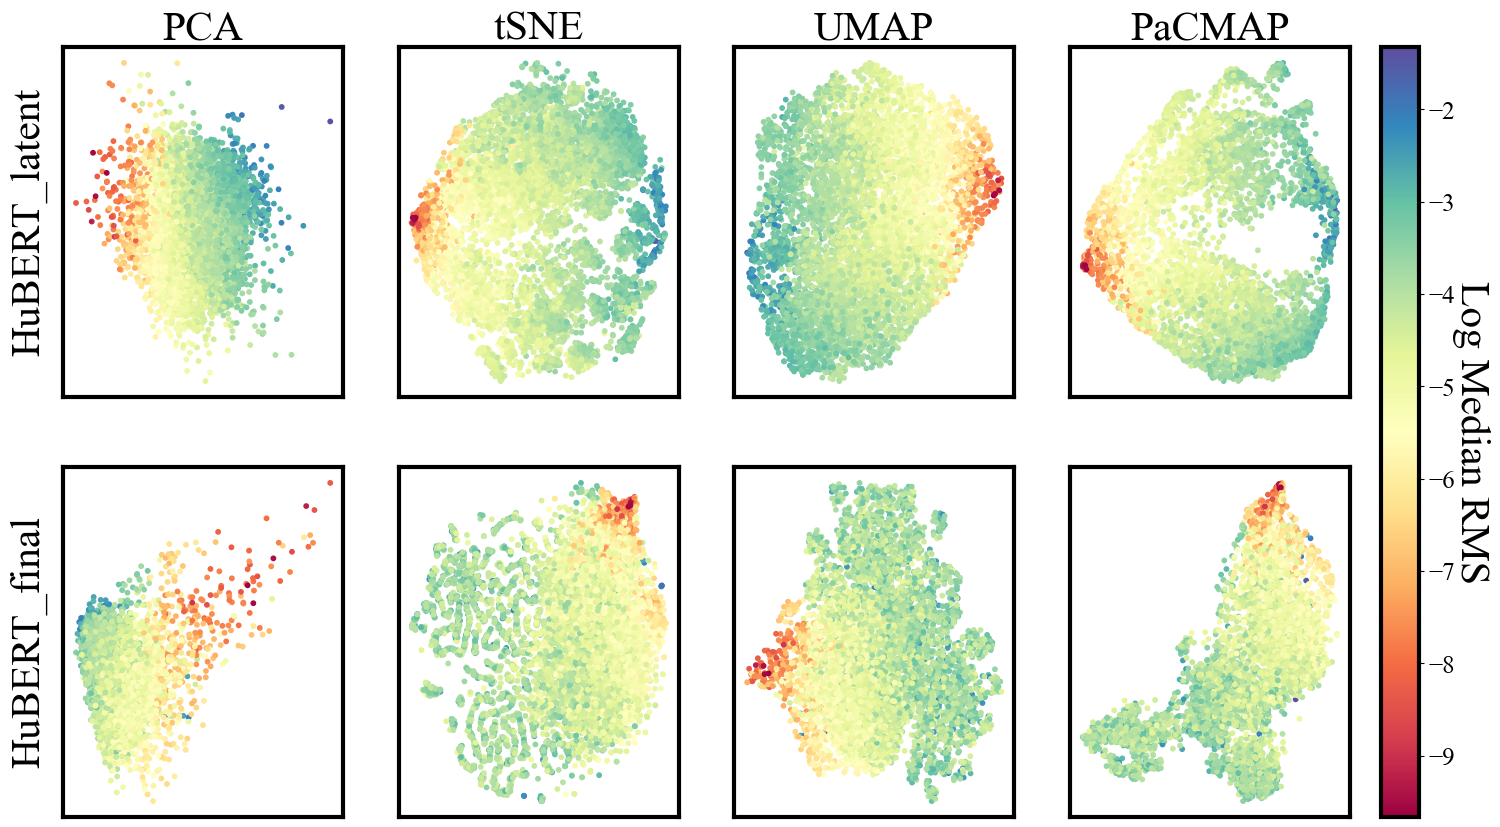 PCA
tSNE
UMAP
PaCMAP
HuBERT_latent
HuBERT_final
−2
−3
−4
−5
−6
−7
−8
−9
Log Median RMS